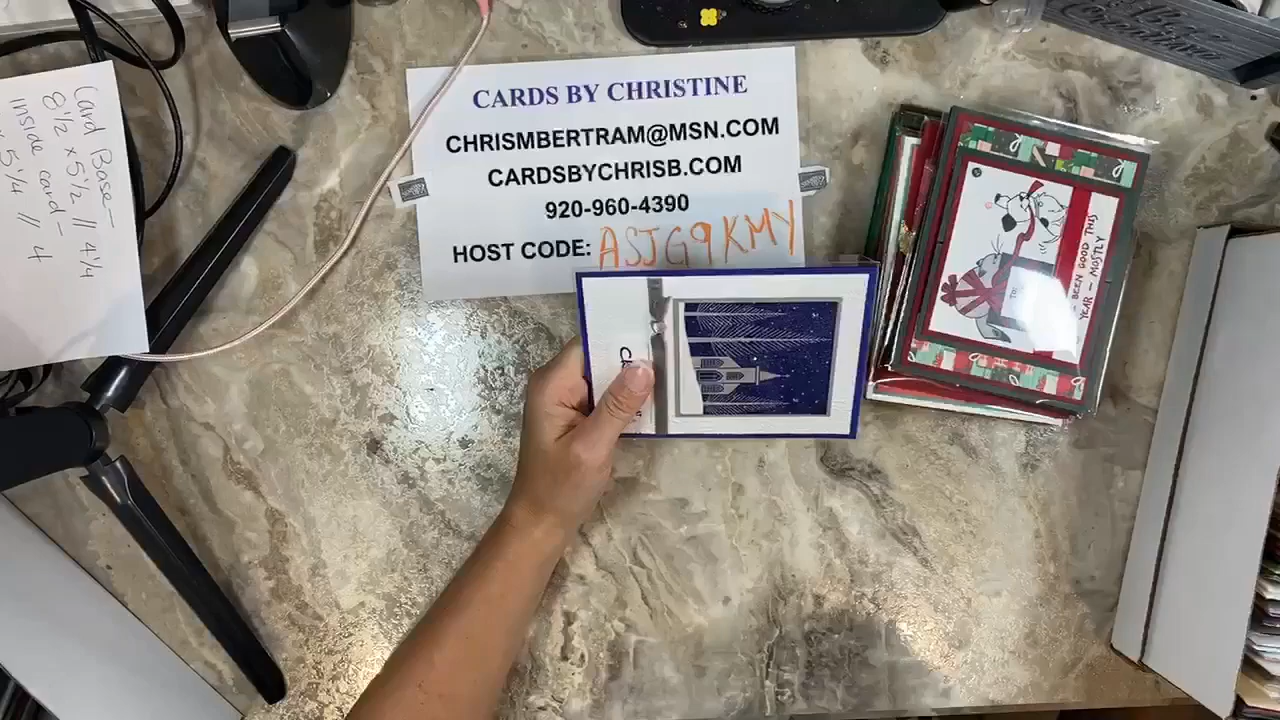 CARDS BY CHRISTINE
CHRISMBERTRAM@MSN.COM
CARDSBYCHRISB.COM
920-960-4390
HOST CODE: ASJG9KMY
Card Base-
8 1/2 x 5 1/2 // 4 1/4
inside card-
x 5 1/4 // 4
BEEN GOOD THIS
YEAR - MOSTLY
TO: